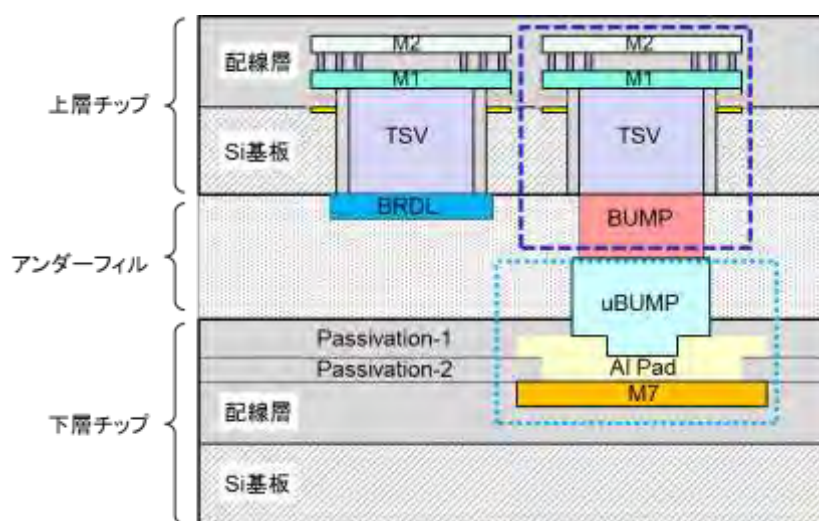 M2
M2
配線層
M1
M1
上層チップ
TSV
TSV
Si基板
BRDL
BUMP
アンダーフィル
uBUMP
Passivation-1
Passivation-2
Al Pad
M7
下層チップ
配線層
Si基板